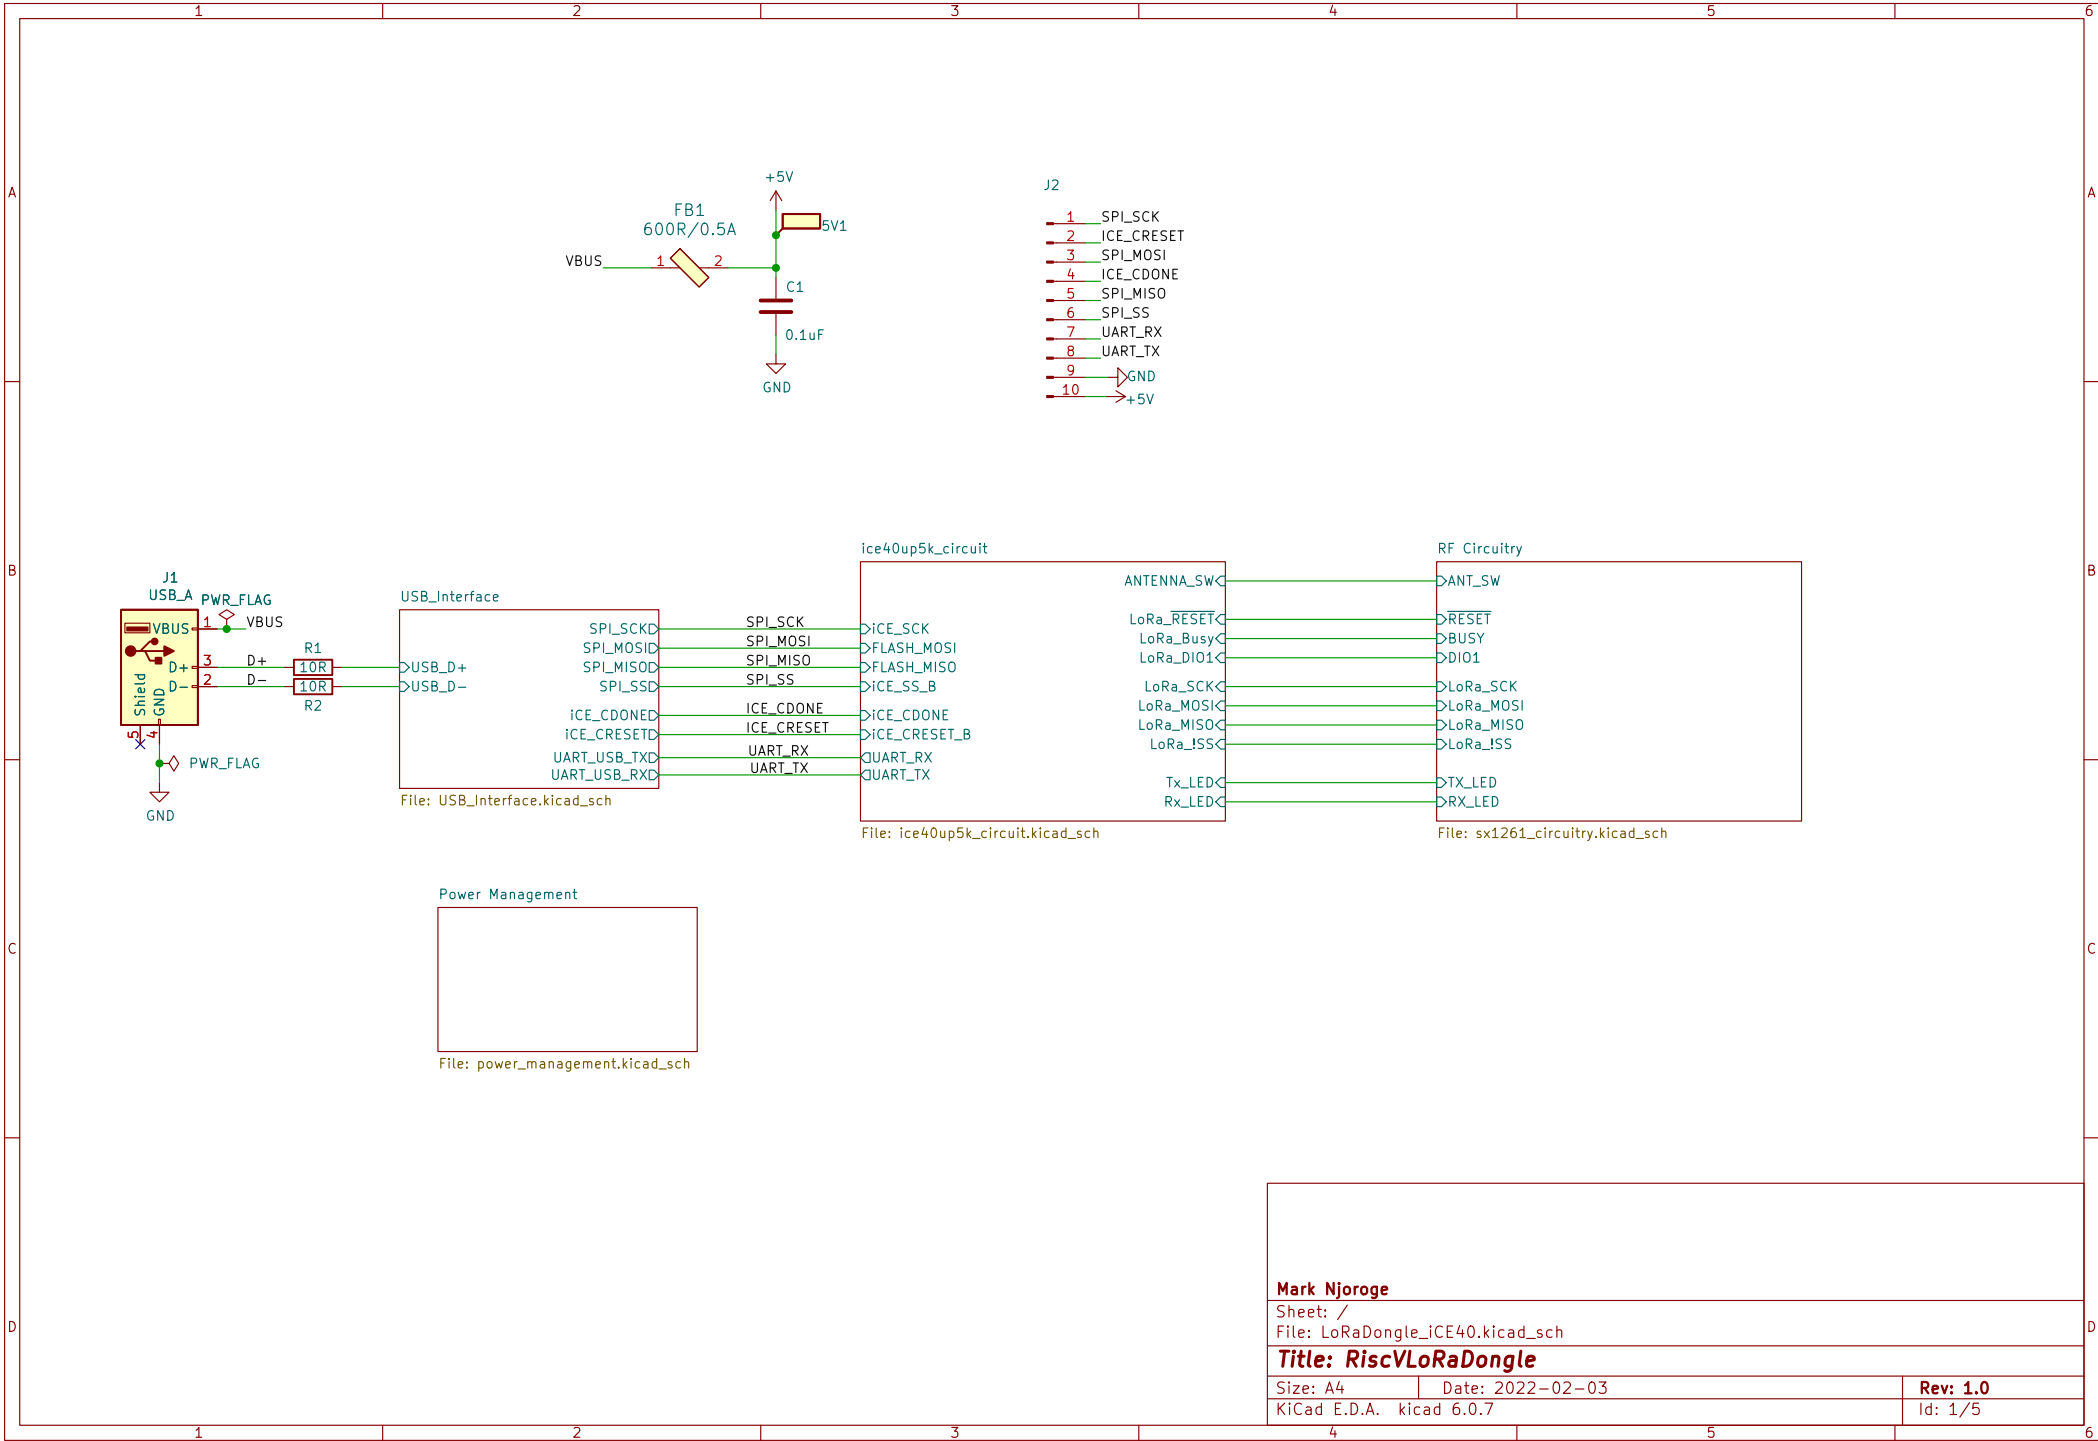 1 2 3 4 5 6
A A
B B
C C
D D
+5V
5V1
FB1
600R/0.5A
VBUS
1 2
C1
0.1uF
GND
J2
1 SPI_SCK
2 ICE_CRESET
3 SPI_MOSI
4 ICE_CDONE
5 SPI_MISO
6 SPI_SS
7 UART_RX
8 UART_TX
9 GND
10 +5V
J1
USB_A
PWR_FLAG
VBUS 1 VBUS
D+ 3 D+
D- 2 D-
Shield
GND
5 4
PWR_FLAG
GND
R1
10R
10R
R2
USB_Interface
USB_D+
USB_D-
SPI_SCK
SPI_MOSI
SPI_MISO
SPI_SS
iCE_CDONE
iCE_CRESET
UART_USB_TX
UART_USB_RX
File: USB_Interface.kicad_sch
SPI_SCK
SPI_MOSI
SPI_MISO
SPI_SS
ICE_CDONE
ICE_CRESET
UART_RX
UART_TX
ice40up5k_circuit
iCE_SCK
FLASH_MOSI
FLASH_MISO
iCE_SS_B
iCE_CDONE
iCE_CRESET_B
UART_RX
UART_TX
ANTENNA_SW
LoRa_RESET
LoRa_Busy
LoRa_DIO1
LoRa_SCK
LoRa_MOSI
LoRa_MISO
LoRa_!SS
Tx_LED
Rx_LED
File: ice40up5k_circuit.kicad_sch
RF Circuitry
ANT_SW
RESET
BUSY
DIO1
LoRa_SCK
LoRa_MOSI
LoRa_MISO
LoRa_!SS
TX_LED
RX_LED
File: sx1261_circuitry.kicad_sch
Power Management
File: power_management.kicad_sch
Mark Njoroge
Sheet: /
File: LoRaDongle_iCE40.kicad_sch
Title: RiscVLoRaDongle
Size: A4 Date: 2022-02-03 Rev: 1.0
KiCad E.D.A. kicad 6.0.7 Id: 1/5
1 2 3 4 5 6